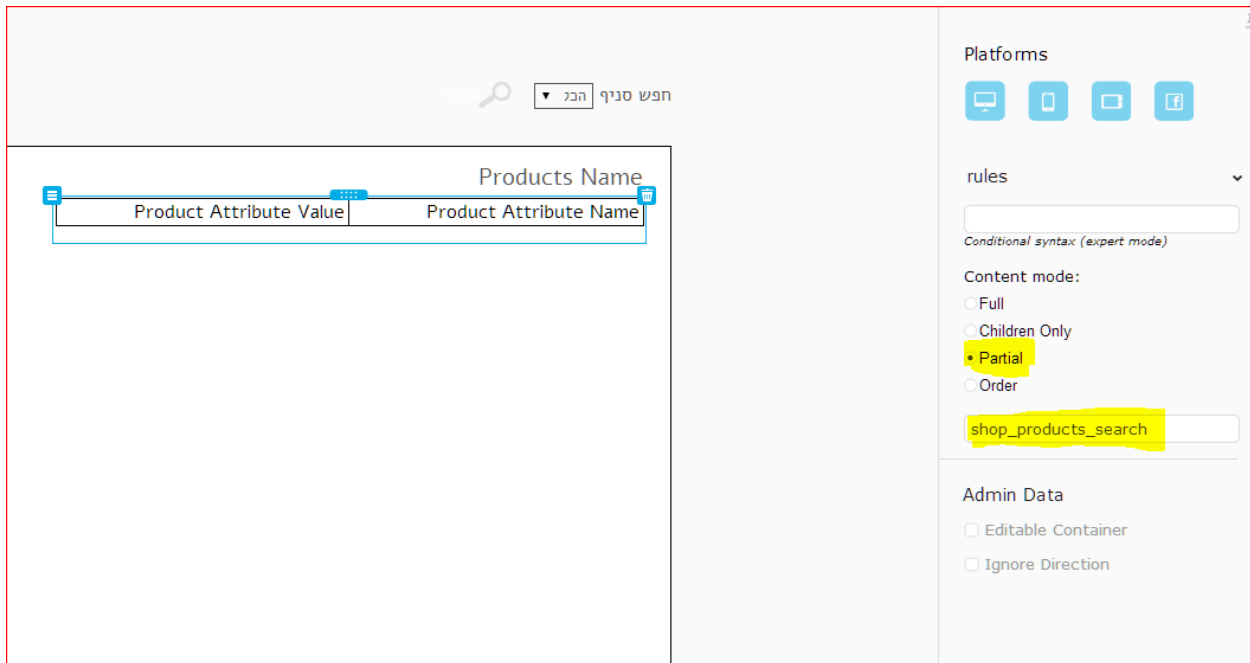 חפש סניף הכל
Products Name
Product Attribute Value Product Attribute Name
Platforms
rules
Conditional syntax (expert mode)
Content mode:
Full
Children Only
Partial
Order
shop_products_search
Admin Data
Editable Container
Ignore Direction